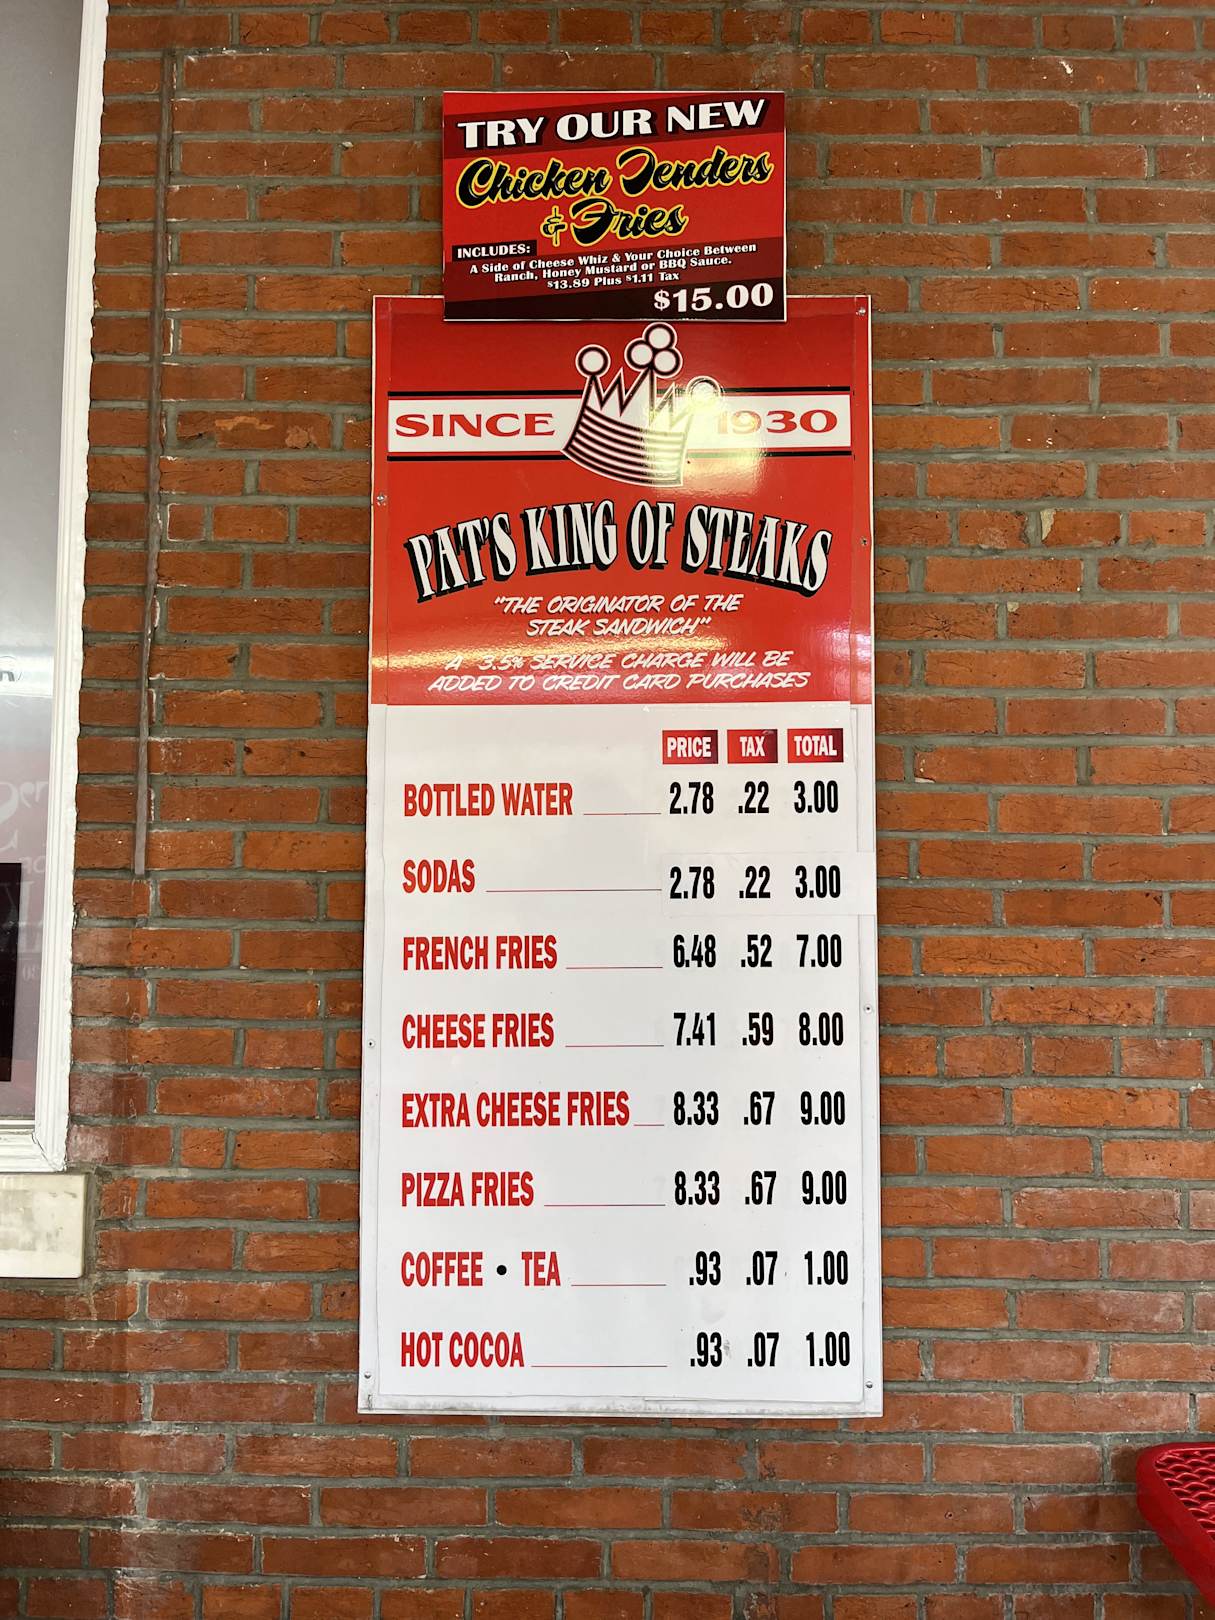 TRY OUR NEW
Chicken Tenders
& Fries
INCLUDES:
A Side of Cheese Whiz & Your Choice Between
Ranch, Honey Mustard or BBQ Sauce.
$13.89 Plus $1.11 Tax
$15.00
SINCE 1930
PAT'S KING OF STEAKS
"THE ORIGINATOR OF THE
STEAK SANDWICH"
A 3.5% SERVICE CHARGE WILL BE
ADDED TO CREDIT CARD PURCHASES
PRICE TAX TOTAL
BOTTLED WATER 2.78 .22 3.00
SODAS 2.78 .22 3.00
FRENCH FRIES 6.48 .52 7.00
CHEESE FRIES 7.41 .59 8.00
EXTRA CHEESE FRIES 8.33 .67 9.00
PIZZA FRIES 8.33 .67 9.00
COFFEE • TEA .93 .07 1.00
HOT COCOA .93 .07 1.00